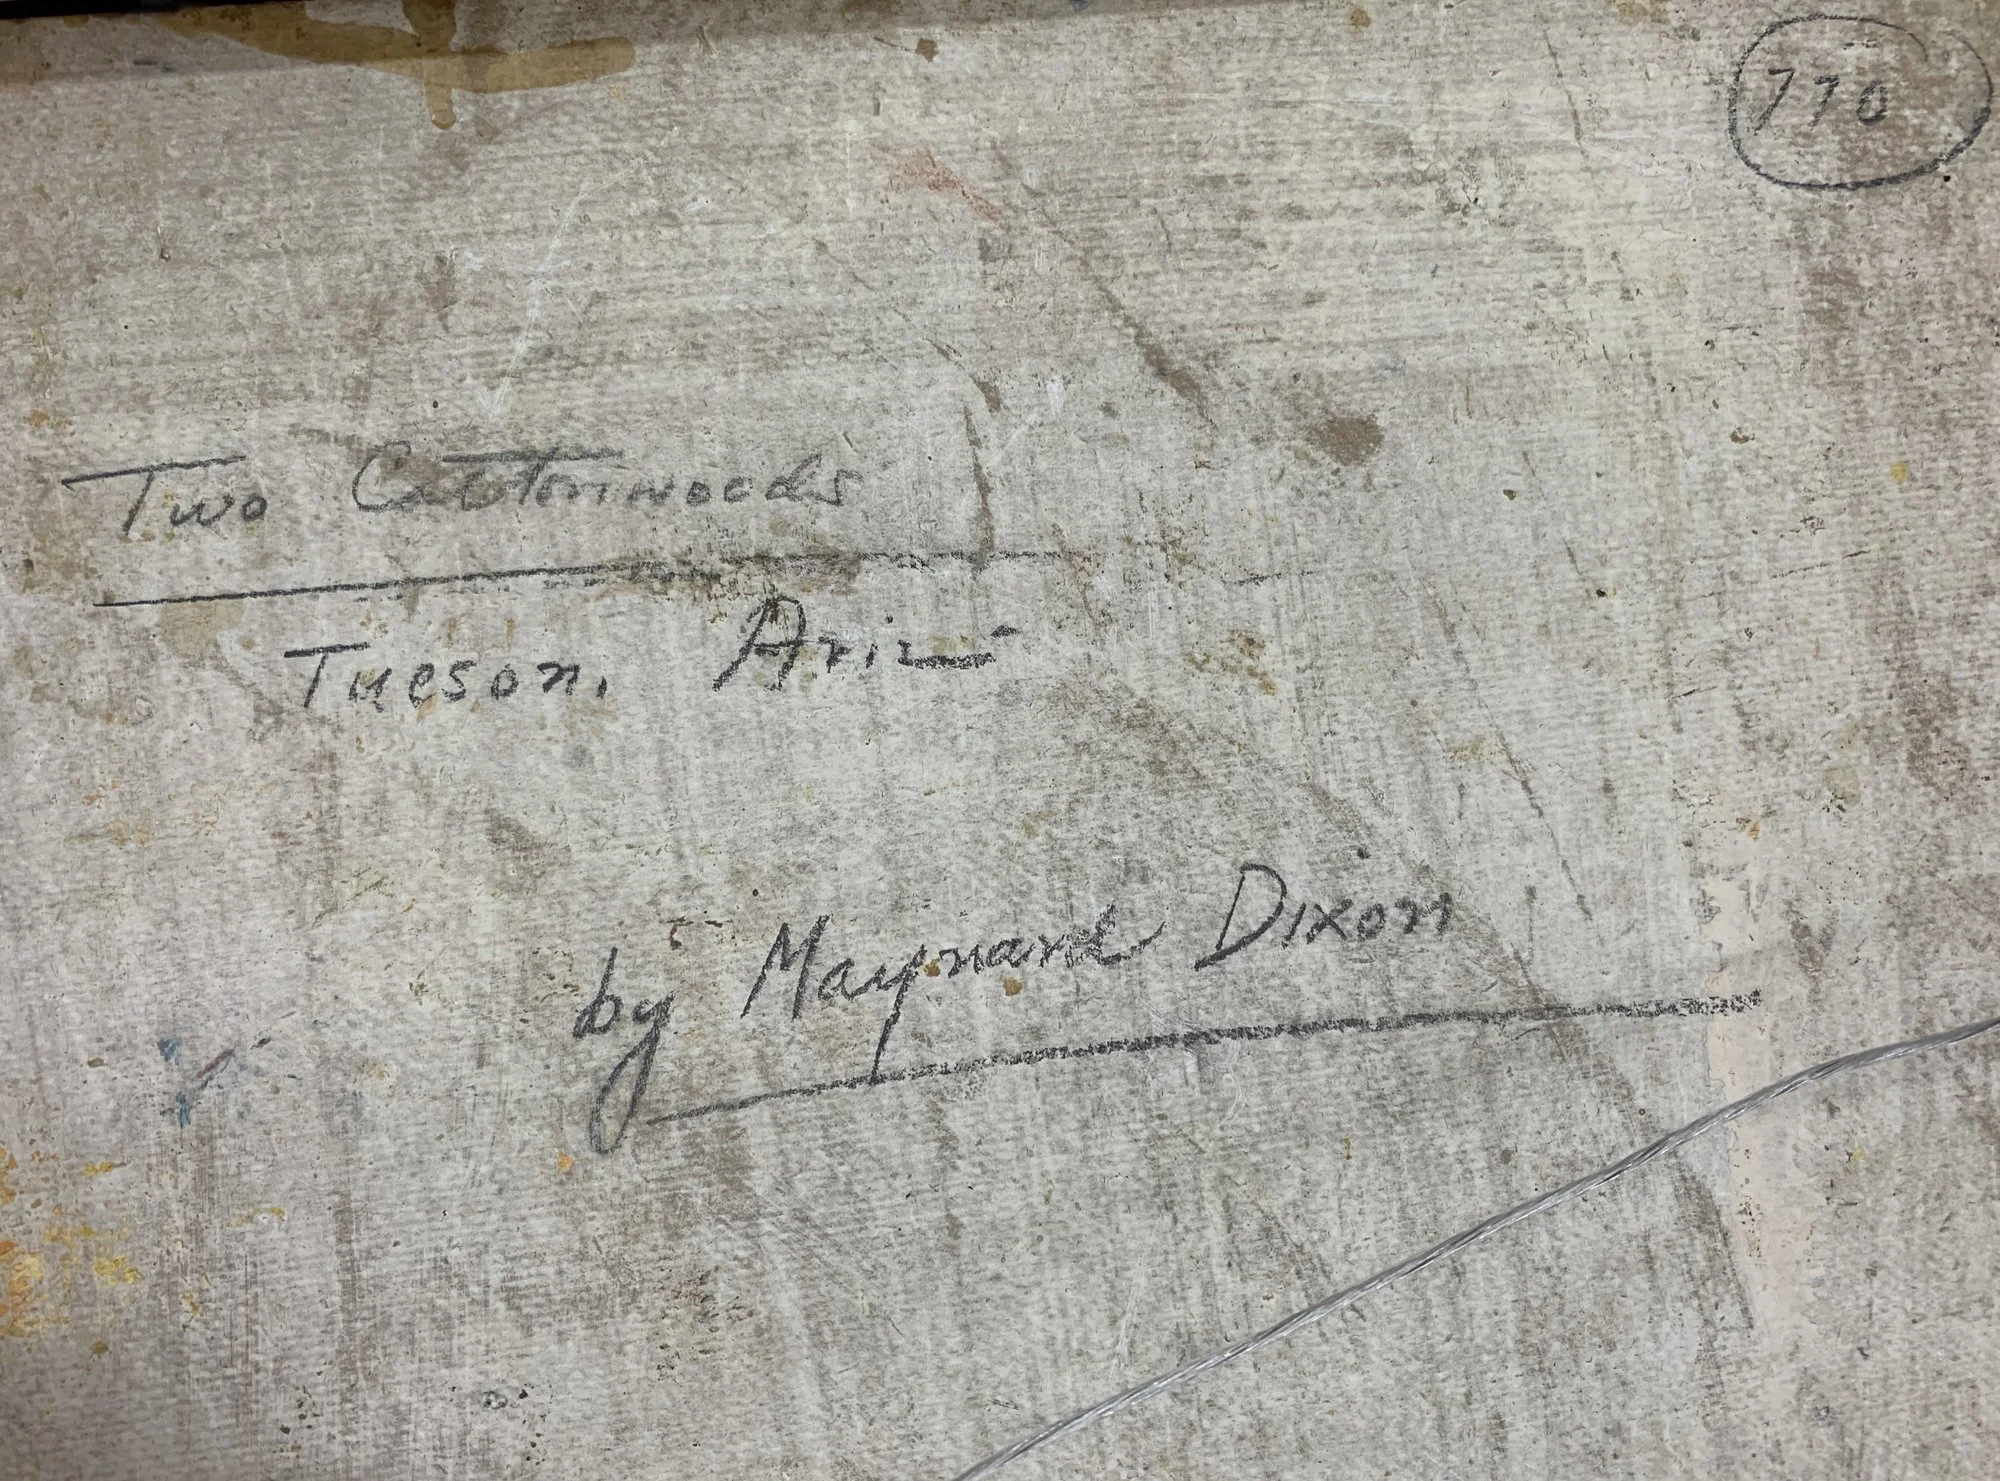 770
Two Cottonwoods
Tucson, Ariz
by Maynard Dixon